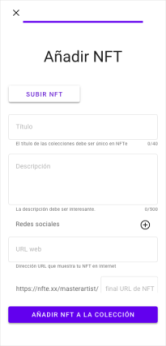 Añadir NFT
SUBIR NFT
Título
El título de las colecciones debe ser único en NFTe 0/40
Descripción
La descripción debe ser interesante. 0/500
Redes sociales
URL web
Dirección URL que muestra tu NFT en internet
https://nfte.xx/masterartist/ final URL de NFT
AÑADIR NFT A LA COLECCIÓN